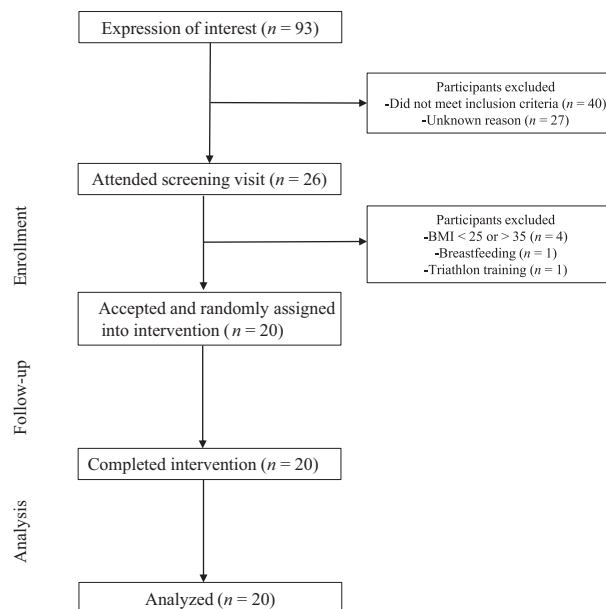 Expression of interest (n = 93)
Participants excluded
-Did not meet inclusion criteria (n = 40)
-Unknown reason (n = 27)
Attended screening visit (n = 26)
Enrollment
Participants excluded
-BMI < 25 or > 35 (n = 4)
-Breastfeeding (n = 1)
-Triathlon training (n = 1)
Accepted and randomly assigned
into intervention (n = 20)
Follow-up
Completed intervention (n = 20)
Analysis
Analyzed (n = 20)